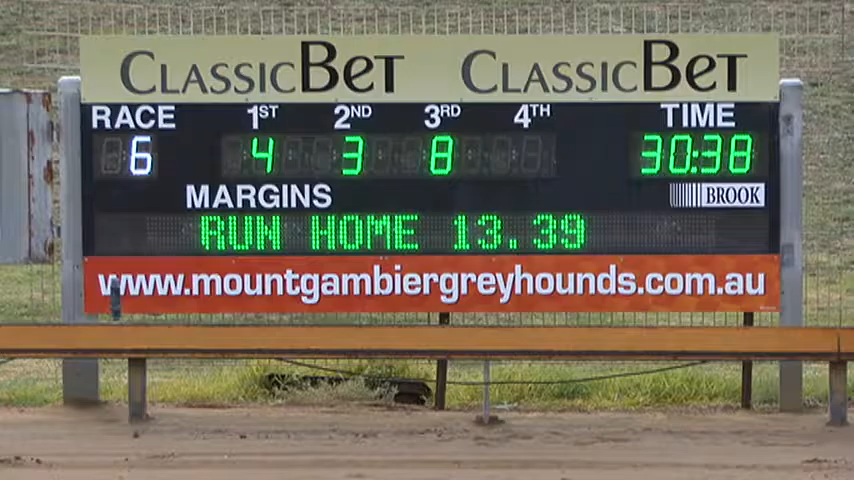 CLASSICBET CLASSICBET
RACE 1ST 2ND 3RD 4TH TIME
6 4 3 8 30:38
MARGINS BROOK
RUN HOME 13.39
www.mountgambiergreyhounds.com.au